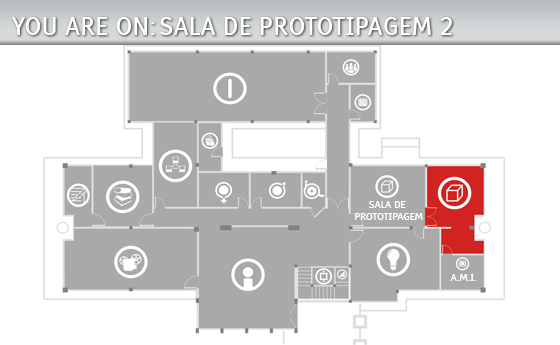 YOU ARE ON: SALA DE PROTOTIPAGEM 2
SALA DE
PROTOTIPAGEM
A.M.I.